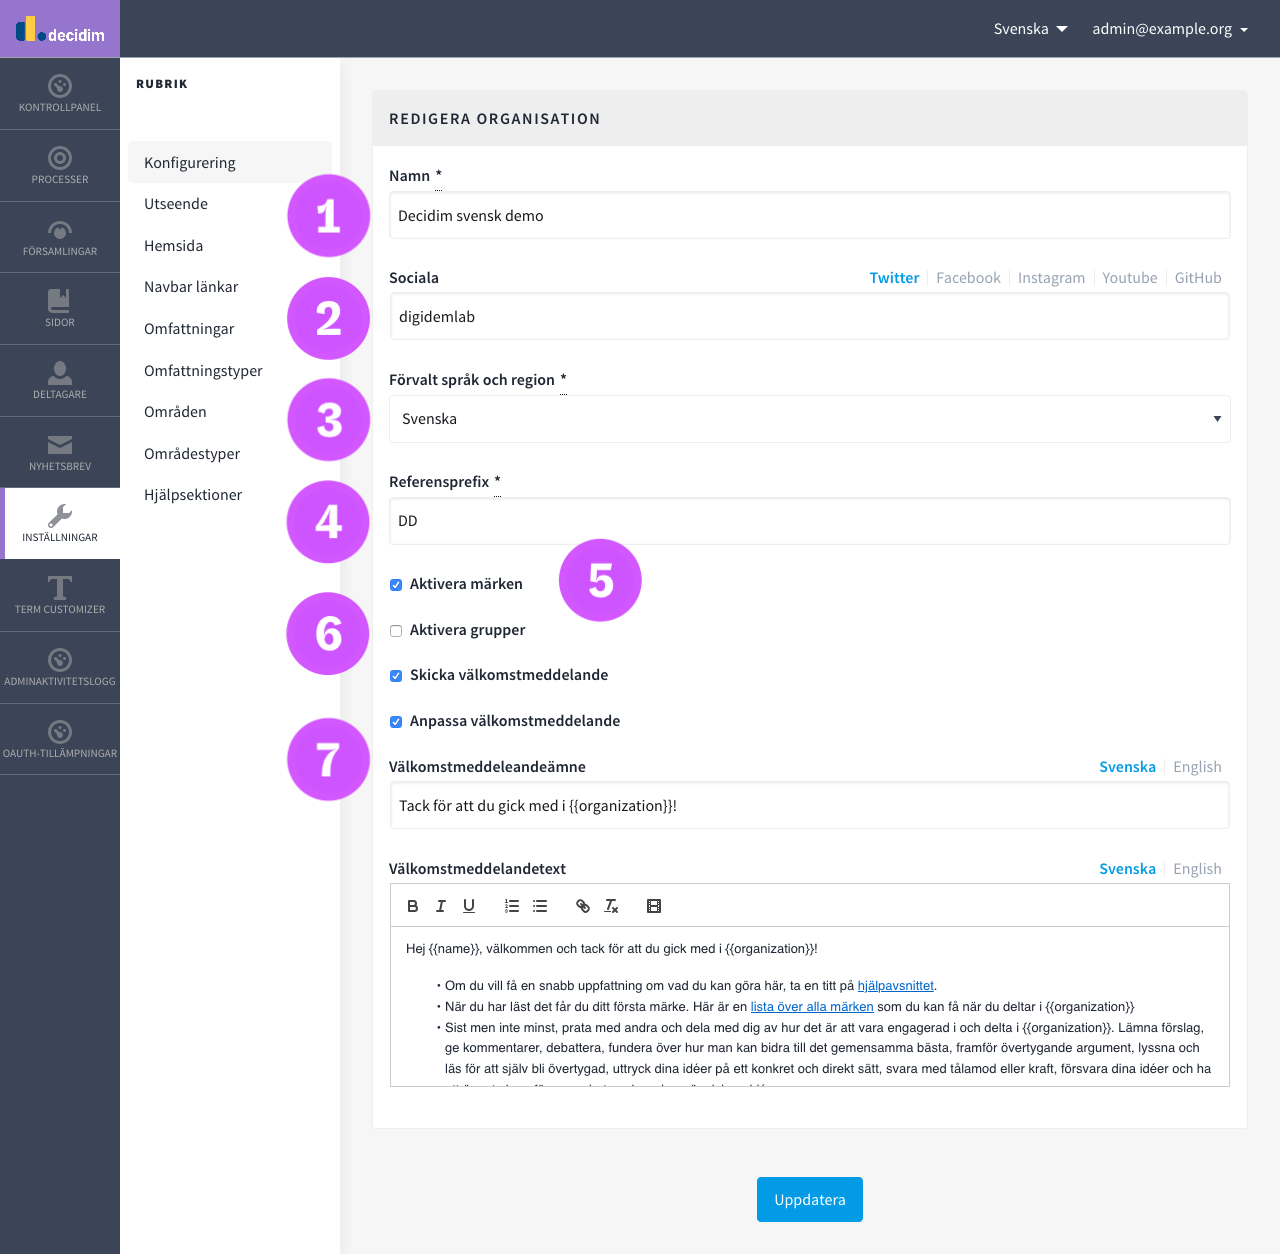 decidim
Svenska
admin@example.org
KONTROLLPANEL
PROCESSER
FÖRSAMLINGAR
SIDOR
DELTAGARE
NYHETSBREV
INSTÄLLNINGAR
TERM CUSTOMIZER
ADMINAKTIVITETSLOGG
OAUTH-TILLÄMPNINGAR
RUBRIK
Konfigurering
Utseende
Hemsida
Navbar länkar
Omfattningar
Omfattningstyper
Områden
Områdestyper
Hjälpsektioner
REDIGERA ORGANISATION
Namn *
1
Decidim svensk demo
Sociala
Twitter Facebook Instagram Youtube GitHub
2
digidemlab
Förvalt språk och region *
3
Svenska
Referensprefix *
4
DD
5
Aktivera märken
6
Aktivera grupper
Skicka välkomstmeddelande
Anpassa välkomstmeddelande
7
Välkomstmeddeleandeämne
Svenska English
Tack för att du gick med i {{organization}}!
Välkomstmeddelandetext
Svenska English
B I U
Hej {{name}}, välkommen och tack för att du gick med i {{organization}}!
• Om du vill få en snabb uppfattning om vad du kan göra här, ta en titt på hjälpavsnittet.
• När du har läst det får du ditt första märke. Här är en lista över alla märken som du kan få när du deltar i {{organization}}
• Sist men inte minst, prata med andra och dela med dig av hur det är att vara engagerad i och delta i {{organization}}. Lämna förslag,
ge kommentarer, debattera, fundera över hur man kan bidra till det gemensamma bästa, framför övertygande argument, lyssna och
läs för att själv bli övertygad, uttryck dina idéer på ett konkret och direkt sätt, svara med tålamod eller kraft, försvara dina idéer och ha
Uppdatera